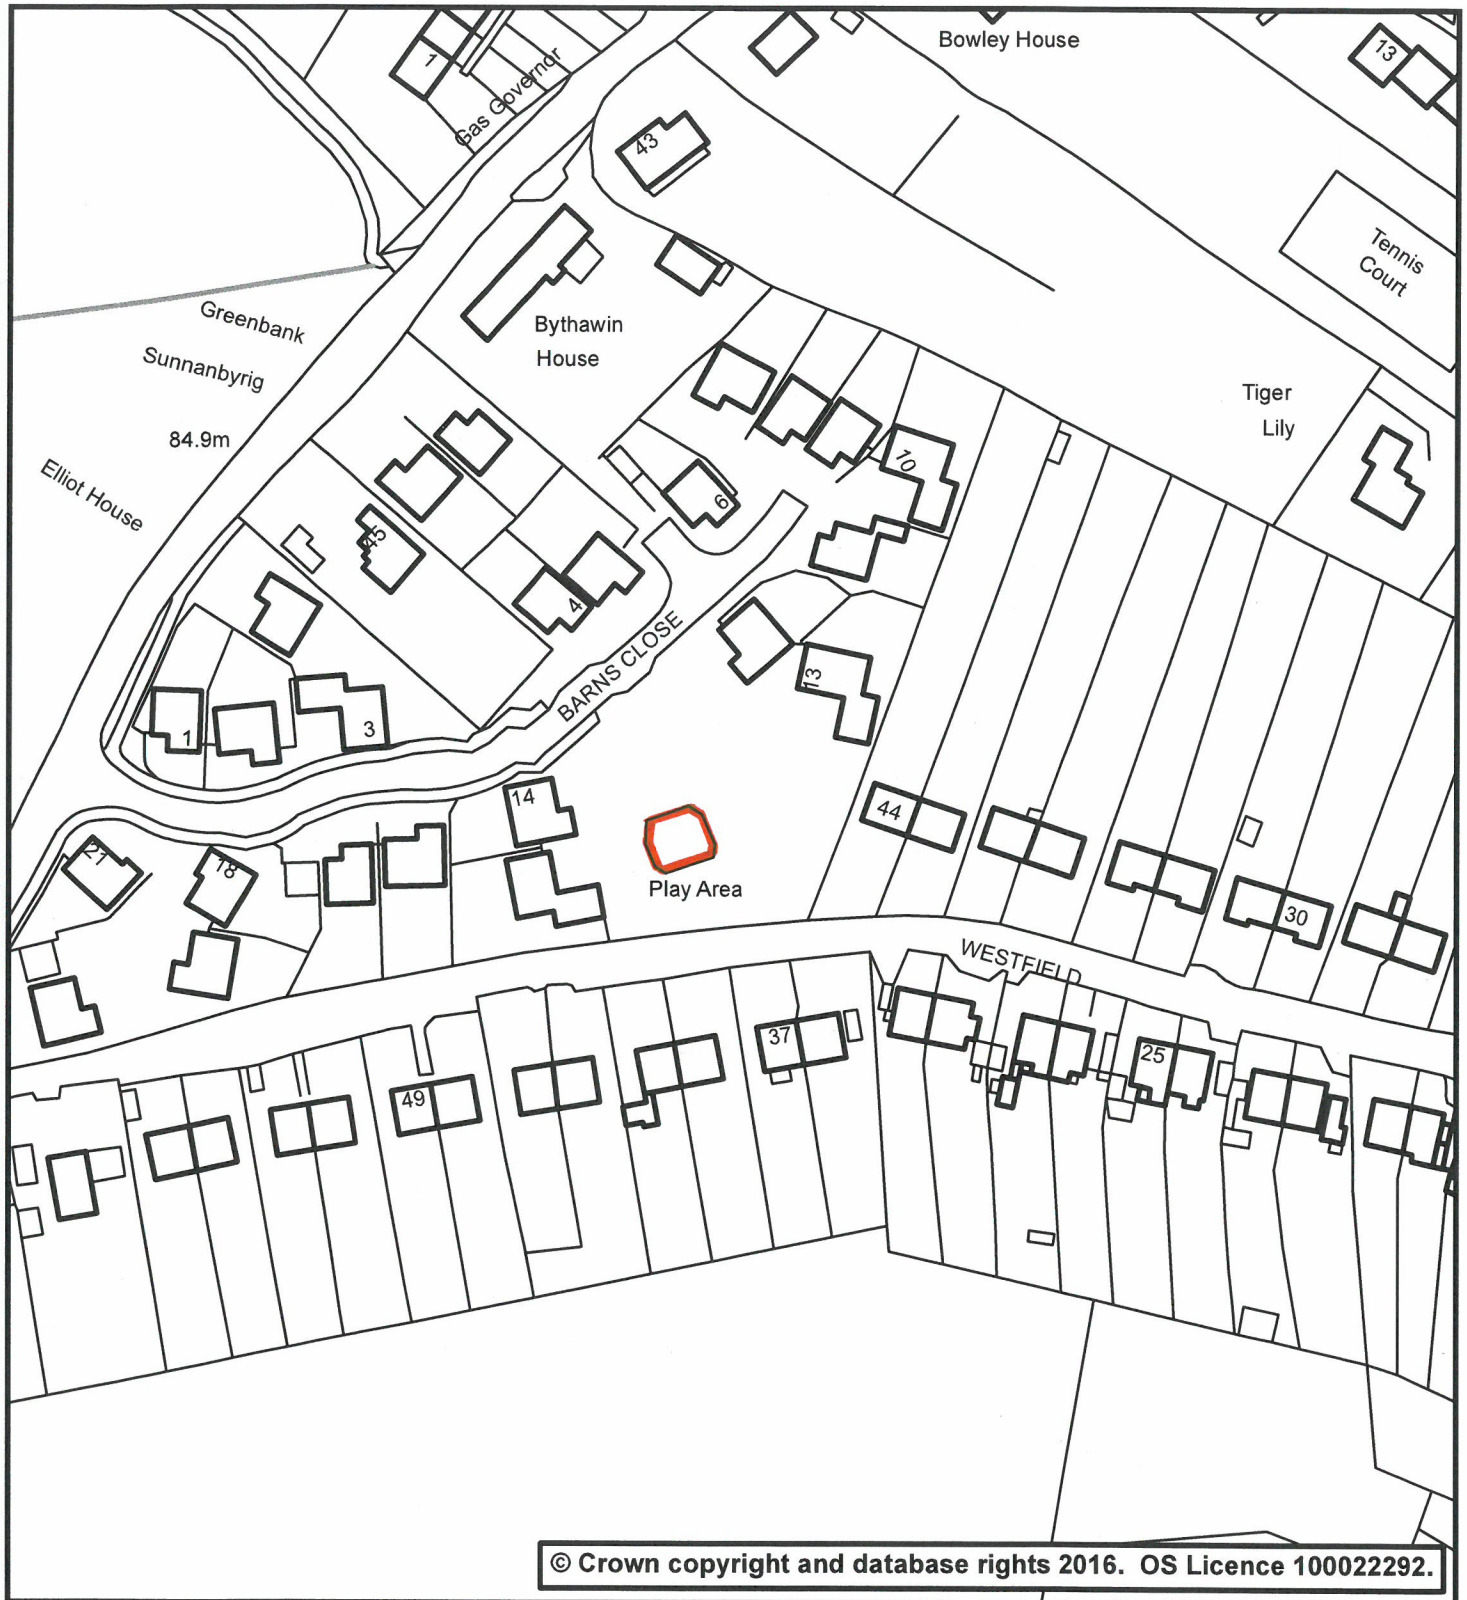 Bowley House
13
1
Gas Governor
43
Tennis
Court
Greenbank
Bythawin
House
Sunnanbyrig
Tiger
Lily
84.9m
Elliot House
10
6
45
4
BARNS CLOSE
13
1
3
14
44
21
18
Play Area
30
WESTFIELD
37
25
49
© Crown copyright and database rights 2016. OS Licence 100022292.